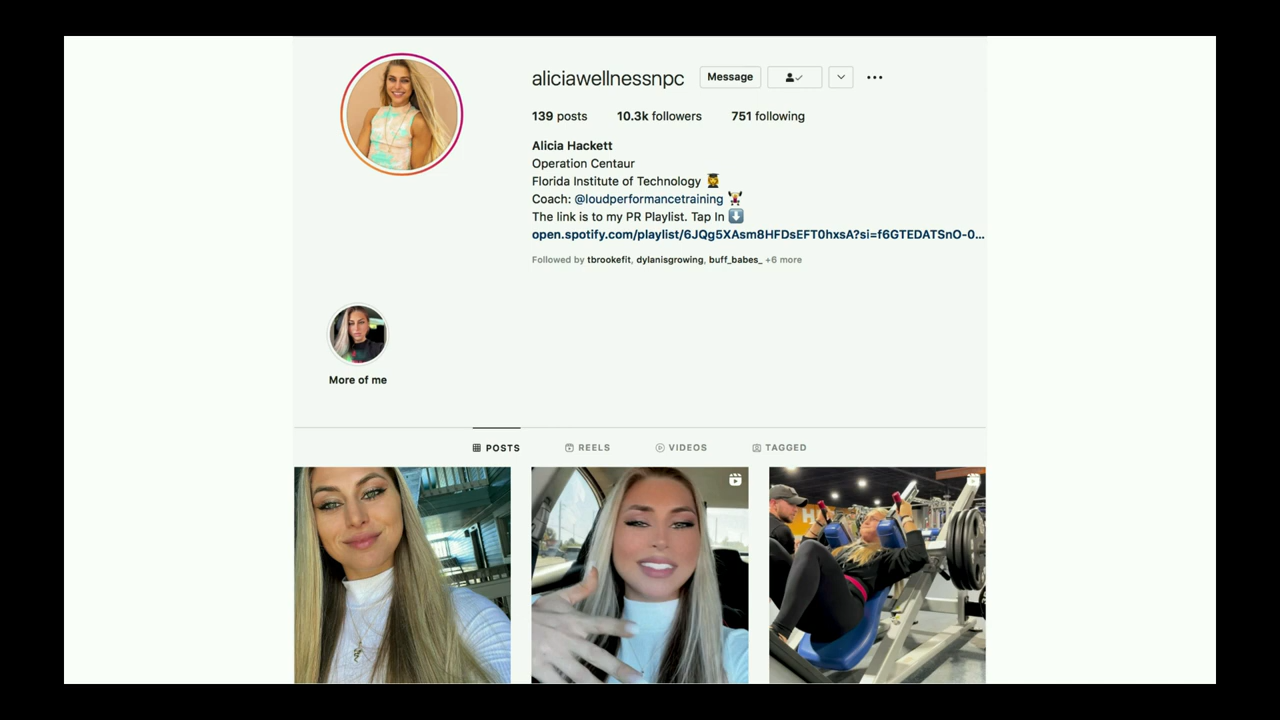 aliciawellnessnpc Message
139 posts 10.3k followers 751 following
Alicia Hackett
Operation Centaur
Florida Institute of Technology
Coach: @loudperformancetraining
The link is to my PR Playlist. Tap In
open.spotify.com/playlist/6JQg5XAsm8HFDsEFT0hxsA?si=f6GTEDATSnO-0...
Followed by tbrookefit, dylanisgrowing, buff_babes_ +6 more
More of me
POSTS REELS VIDEOS TAGGED